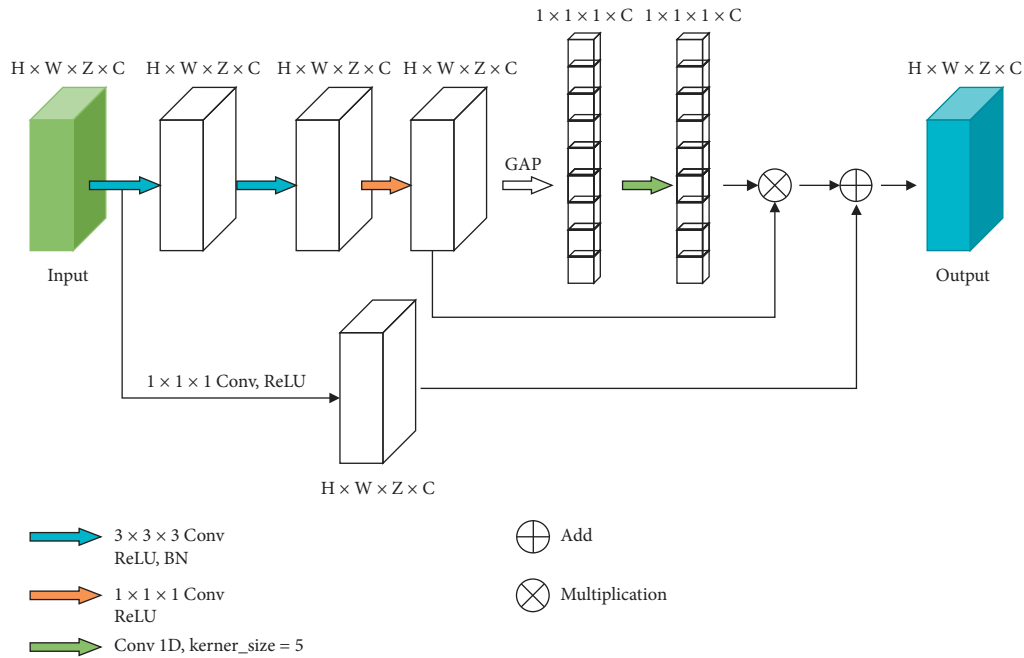 1 × 1 × 1 × C
1 × 1 × 1 × C
H × W × Z × C
H × W × Z × C
H × W × Z × C
H × W × Z × C
H × W × Z × C
GAP
Input
Output
1 × 1 × 1 Conv, ReLU
H × W × Z × C
3 × 3 × 3 Conv
ReLU, BN
Add
1 × 1 × 1 Conv
ReLU
Multiplication
Conv 1D, kerner_size = 5